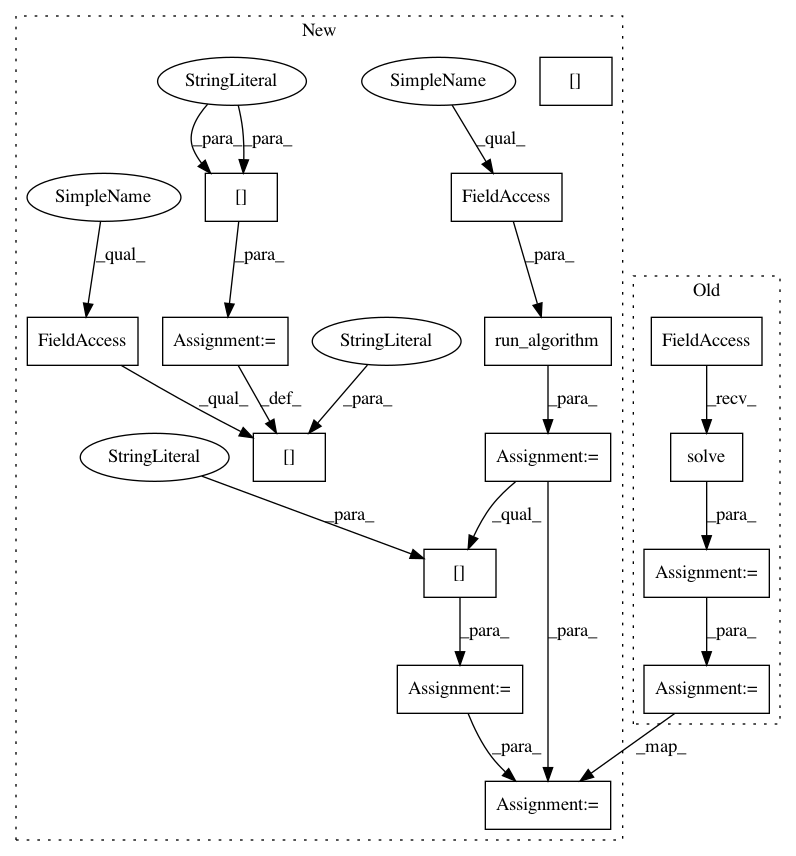 New
StringLiteral
SimpleName
[]
_para_
_para_
_qual_
SimpleName
[]
FieldAccess
_qual_
_para_
_para_
Old
FieldAccess
Assignment:=
StringLiteral
run_algorithm
FieldAccess
_qual_
_def_
_para_
_para_
_recv_
StringLiteral
[]
Assignment:=
solve
_para_
_qual_
_para_
[]
Assignment:=
_para_
_para_
_para_
Assignment:=
Assignment:=
_para_
_map_
Assignment:=